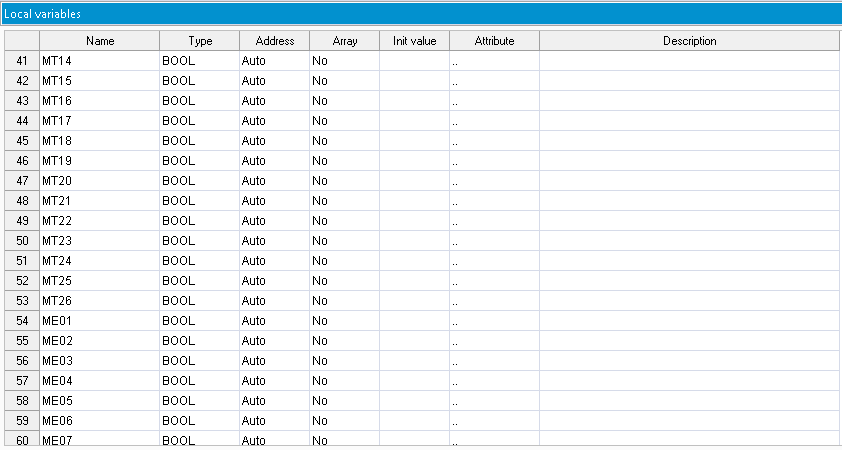 Local variables
Name Type Address Array Init value Attribute Description
41 MT14 BOOL Auto No ..
42 MT15 BOOL Auto No ..
43 MT16 BOOL Auto No ..
44 MT17 BOOL Auto No ..
45 MT18 BOOL Auto No ..
46 MT19 BOOL Auto No ..
47 MT20 BOOL Auto No ..
48 MT21 BOOL Auto No ..
49 MT22 BOOL Auto No ..
50 MT23 BOOL Auto No ..
51 MT24 BOOL Auto No ..
52 MT25 BOOL Auto No ..
53 MT26 BOOL Auto No ..
54 ME01 BOOL Auto No ..
55 ME02 BOOL Auto No ..
56 ME03 BOOL Auto No ..
57 ME04 BOOL Auto No ..
58 ME05 BOOL Auto No ..
59 ME06 BOOL Auto No ..
60 ME07 BOOL Auto No ..